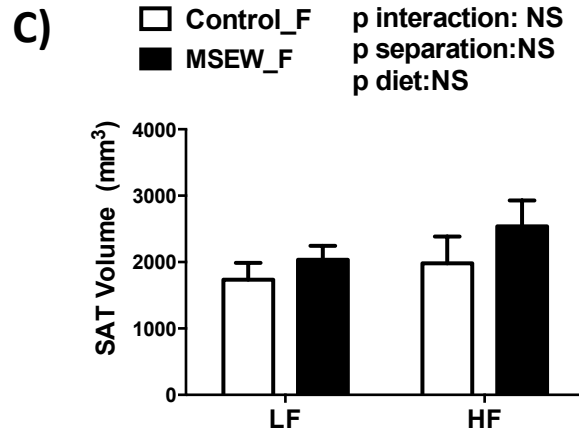 C)
Control_F
MSEW_F
p interaction: NS
p separation:NS
p diet:NS
SAT Volume (mm³)
4000
3000
2000
1000
0
LF
HF